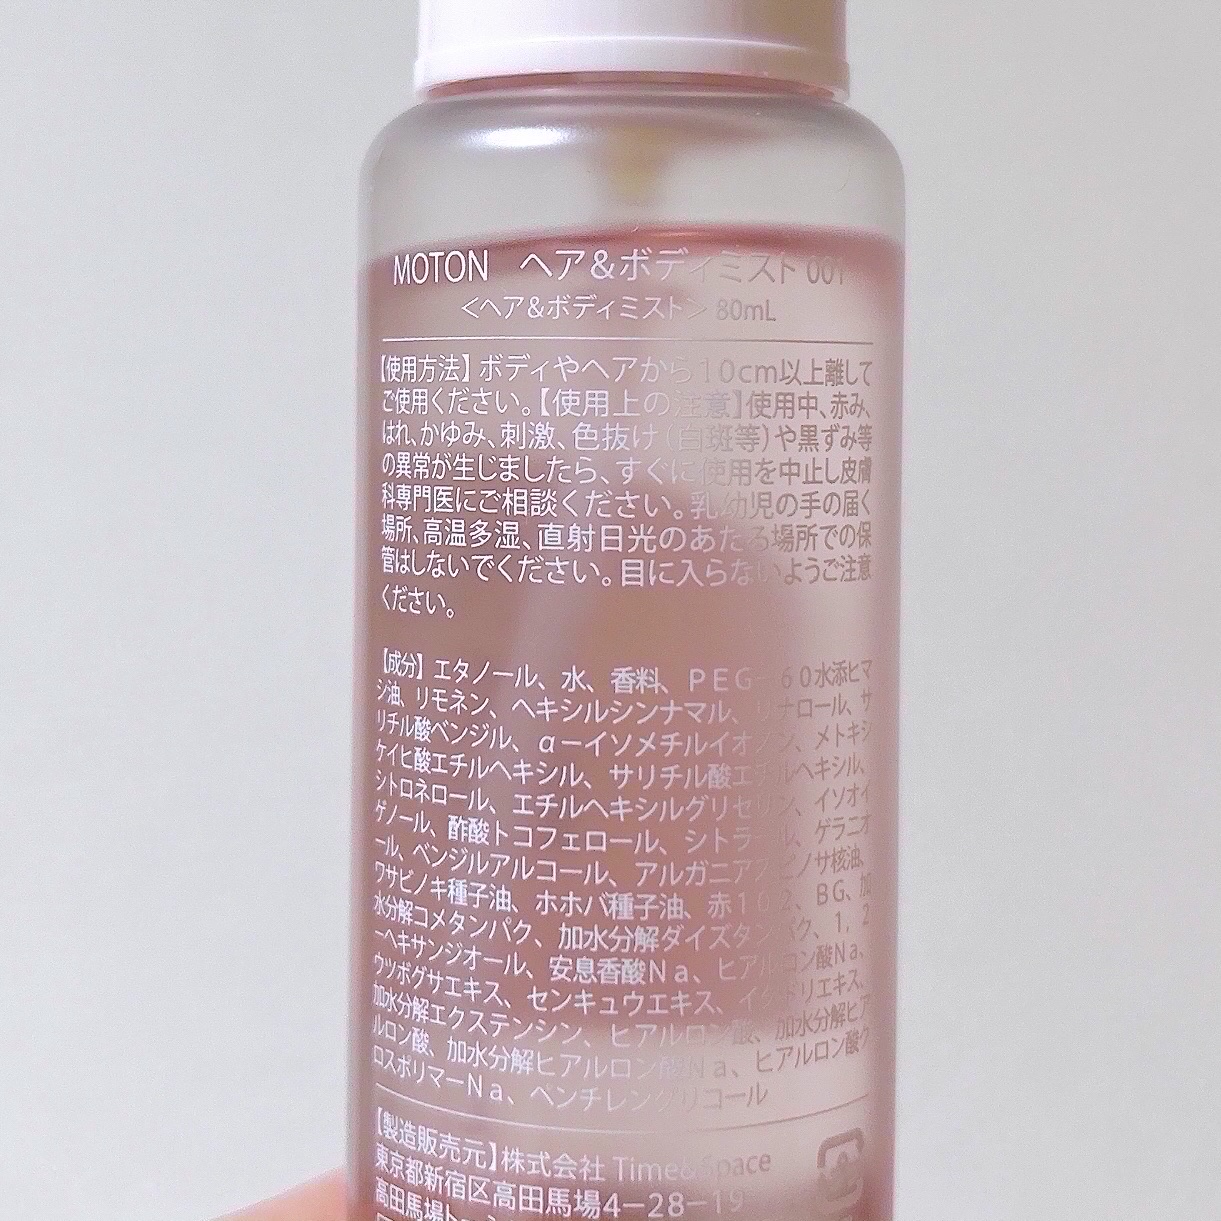 MOTON ヘア&ボディミスト 001
<ヘア&ボディミスト> 80mL
【使用方法】ボディやヘアから10cm以上離して
ご使用ください。【使用上の注意】使用中、赤み、
はれ、かゆみ、刺激、色抜け(白斑等)や黒ずみ等
の異常が生じましたら、すぐに使用を中止し皮膚
科専門医にご相談ください。乳幼児の手の届く
場所、高温多湿、直射日光のあたる場所での保
管はしないでください。目に入らないようご注意
ください。
【成分】エタノール、水、香料、PEG-60水添ヒマ
シ油、リモネン、ヘキシルシンナマル、リナロール、サ
リチル酸ベンジル、α-イソメチルイオノン、メトキシ
ケイヒ酸エチルヘキシル、サリチル酸エチルヘキシル、
シトロネロール、エチルヘキシルグリセリン、イソオイ
ゲノール、酢酸トコフェロール、シトラール、ゲラニオ
ール、ベンジルアルコール、アルガニアスピノサ核油、
ワサビノキ種子油、ホホバ種子油、赤102、BG、加
水分解コメタンパク、加水分解ダイズタンパク、1,2
-ヘキサンジオール、安息香酸Na、ヒアルロン酸Na、
ウツボグサエキス、センキュウエキス、イタドリエキス、
加水分解エクステンシン、ヒアルロン酸、加水分解ヒア
ルロン酸、加水分解ヒアルロン酸Na、ヒアルロン酸ク
ロスポリマーNa、ペンチレングリコール
【製造販売元】株式会社 Time&Space
東京都新宿区高田馬場4-28-19
高田馬場